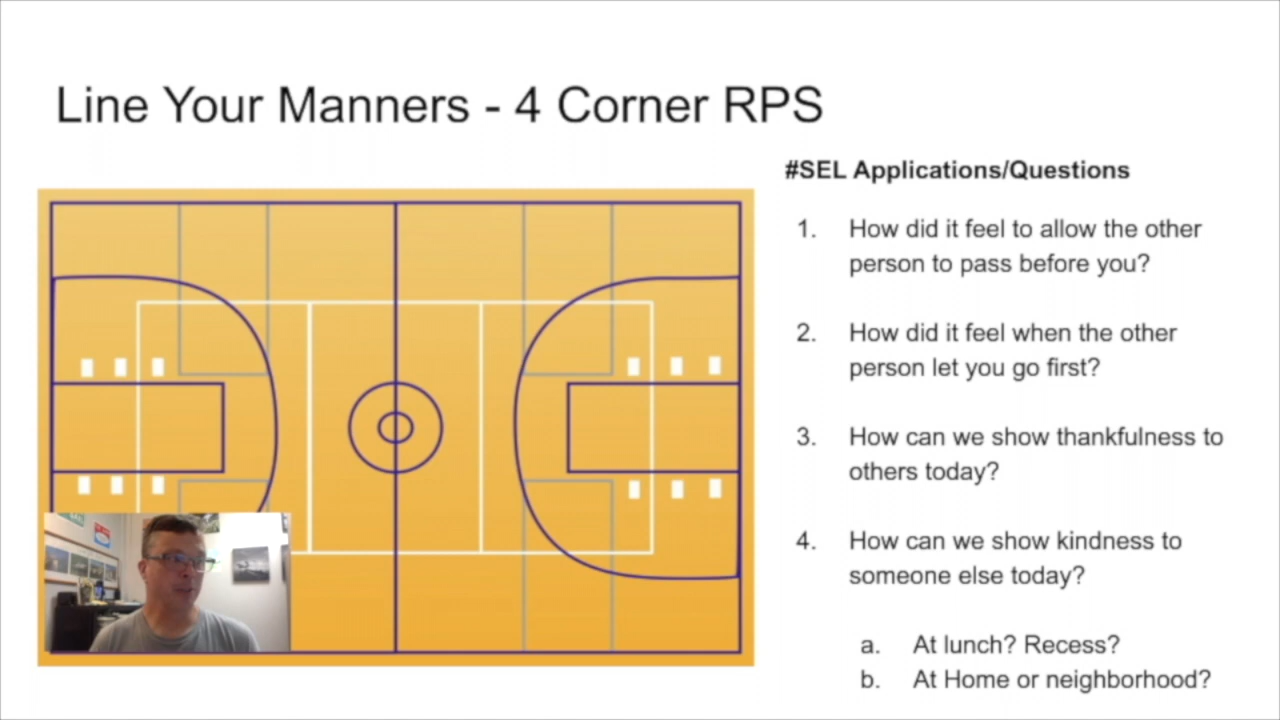 Line Your Manners - 4 Corner RPS
#SEL Applications/Questions
1. How did it feel to allow the other
person to pass before you?
2. How did it feel when the other
person let you go first?
3. How can we show thankfulness to
others today?
4. How can we show kindness to
someone else today?
a. At lunch? Recess?
b. At Home or neighborhood?